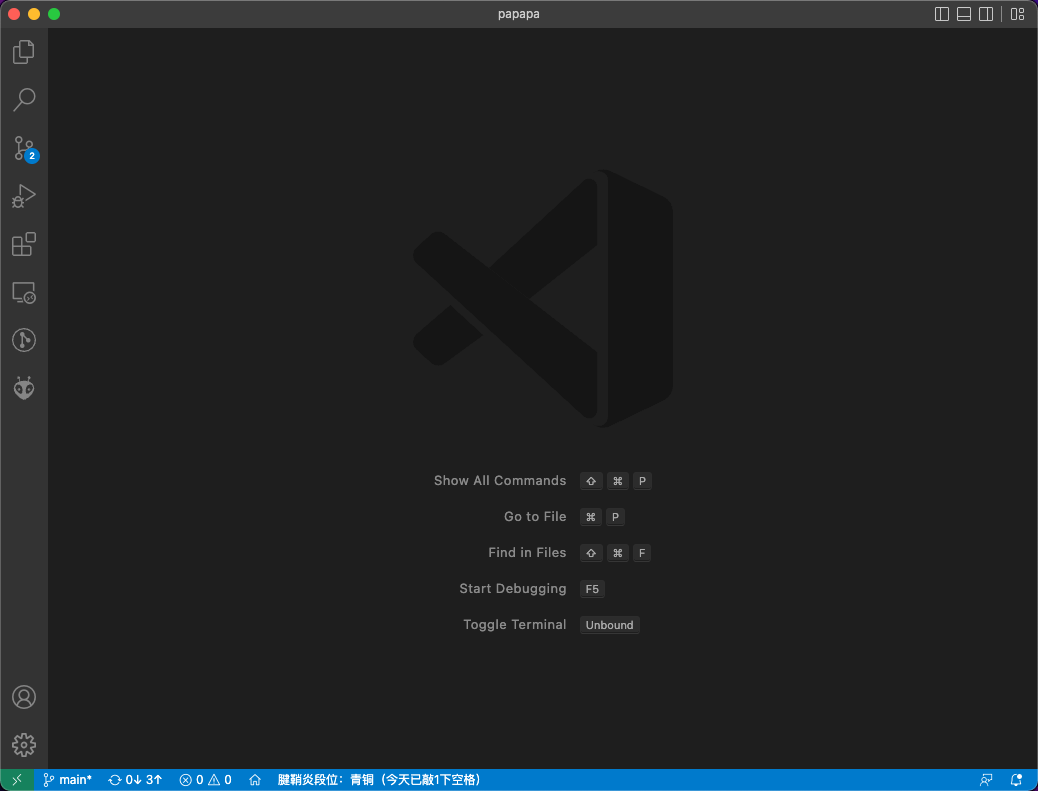 papapa
2
Show All Commands ⇧ ⌘ P
Go to File ⌘ P
Find in Files ⇧ ⌘ F
Start Debugging F5
Toggle Terminal Unbound
main* 0↓ 3↑ 0 0 腱鞘炎段位：青铜（今天已敲1下空格）